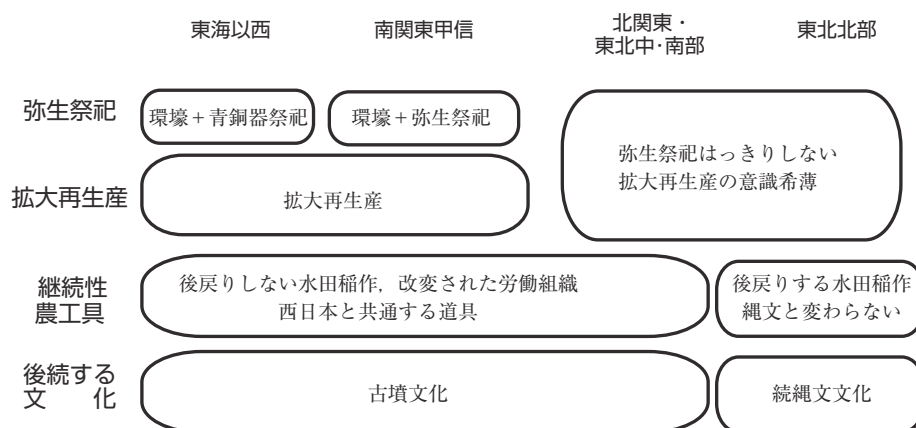 東海以西
南関東甲信
北関東・
東北中・南部
東北北部
弥生祭祀
環壕+青銅器祭祀
環壕+弥生祭祀
弥生祭祀はっきりしない
拡大再生産の意識希薄
拡大再生産
拡大再生産
継続性
農工具
後戻りしない水田稲作,改変された労働組織
西日本と共通する道具
後戻りする水田稲作
縄文と変わらない
後続する
文化
古墳文化
続縄文文化